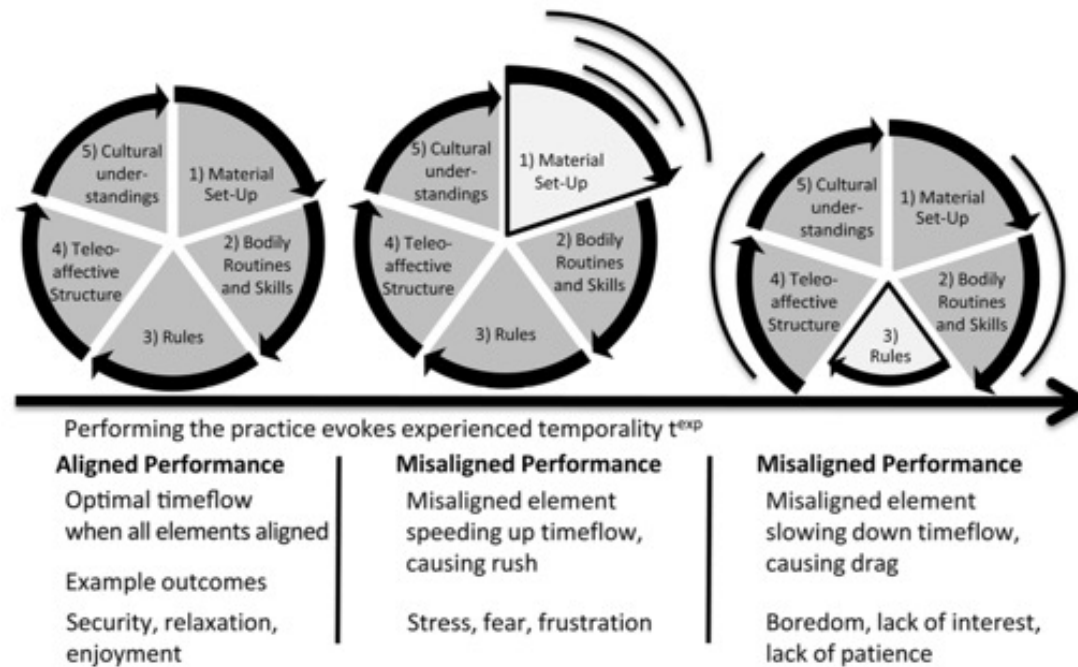 5) Cultural
under-
standings
1) Material
Set-Up
4) Teleo-
affective
Structure
2) Bodily
Routines
and Skills
3) Rules
5) Cultural
under-
standings
1) Material
Set-Up
4) Teleo-
affective
Structure
2) Bodily
Routines
and Skills
3) Rules
5) Cultural
under-
standings
1) Material
Set-Up
4) Teleo-
affective
Structure
2) Bodily
Routines
and Skills
3)
Rules
Performing the practice evokes experienced temporality t^exp
Aligned Performance
Optimal timeflow
when all elements aligned
Example outcomes
Security, relaxation,
enjoyment
Misaligned Performance
Misaligned element
speeding up timeflow,
causing rush
Stress, fear, frustration
Misaligned Performance
Misaligned element
slowing down timeflow,
causing drag
Boredom, lack of interest,
lack of patience